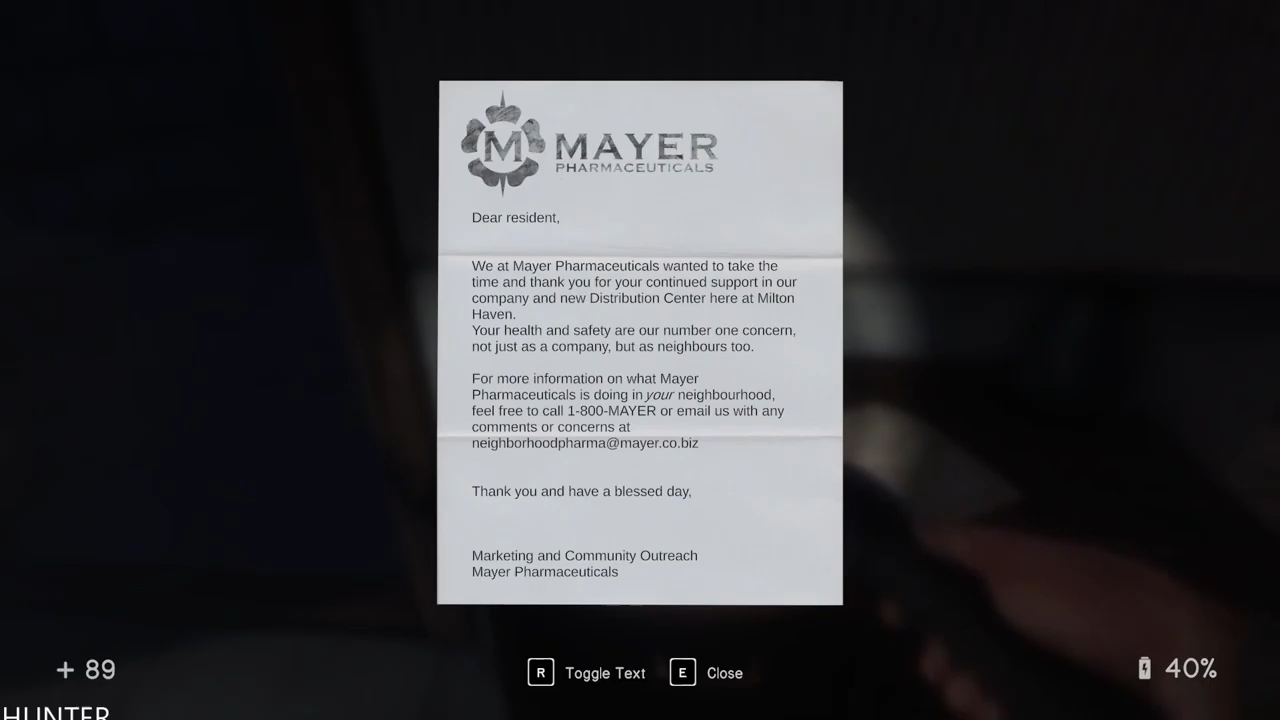 M MAYER
PHARMACEUTICALS
Dear resident,
We at Mayer Pharmaceuticals wanted to take the
time and thank you for your continued support in our
company and new Distribution Center here at Milton
Haven.
Your health and safety are our number one concern,
not just as a company, but as neighbours too.
For more information on what Mayer
Pharmaceuticals is doing in your neighbourhood,
feel free to call 1-800-MAYER or email us with any
comments or concerns at
neighborhoodpharma@mayer.co.biz
Thank you and have a blessed day,
Marketing and Community Outreach
Mayer Pharmaceuticals
+ 89
R Toggle Text E Close
40%
HUNTER